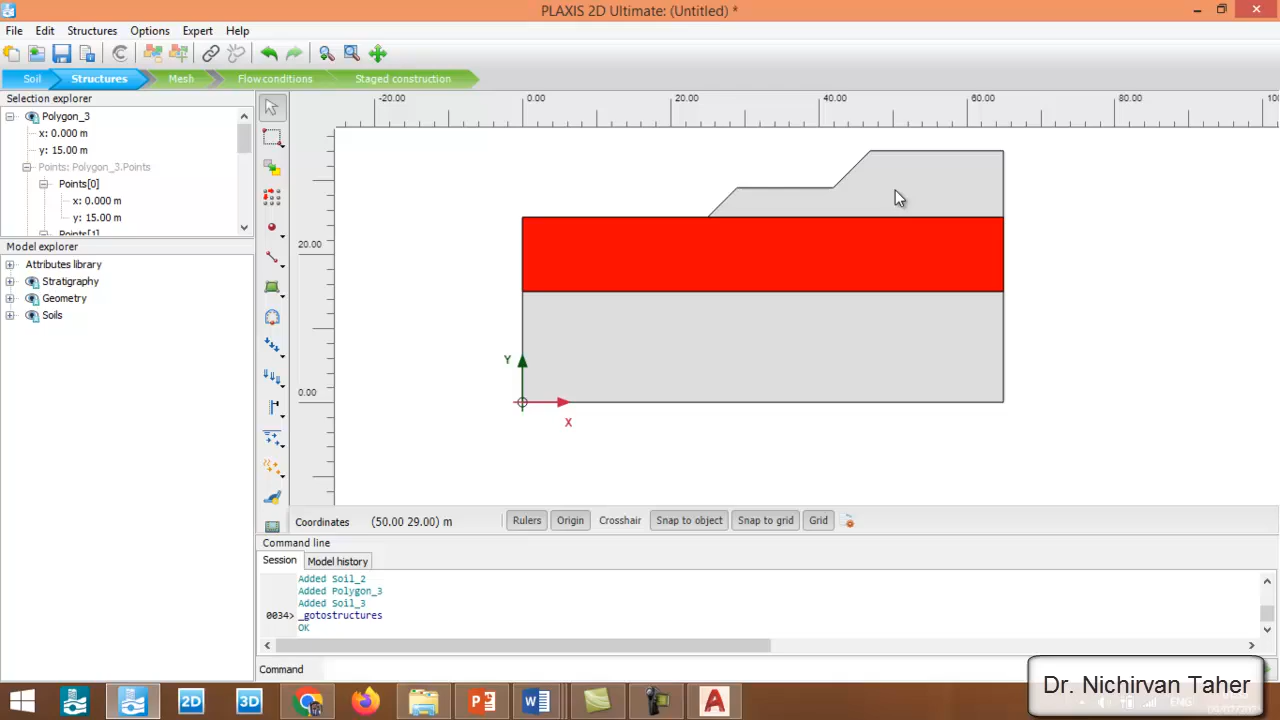 PLAXIS 2D Ultimate: (Untitled) *
File Edit Structures Options Expert Help
Soil Structures Mesh Flow conditions Staged construction
Selection explorer
Polygon_3
x: 0.000 m
y: 15.00 m
Points: Polygon_3.Points
Points[0]
x: 0.000 m
y: 15.00 m
Points[1]
Model explorer
Attributes library
Stratigraphy
Geometry
Soils
-20.00 0.00 20.00 40.00 60.00 80.00
20.00
0.00
Y
X
Coordinates (50.00 29.00) m Rulers Origin Crosshair Snap to object Snap to grid Grid
Command line
Session Model history
Added Soil_2
Added Polygon_3
Added Soil_3
0034> _gotostructures
OK
Command
2D 3D P W A
Dr. Nichirvan Taher